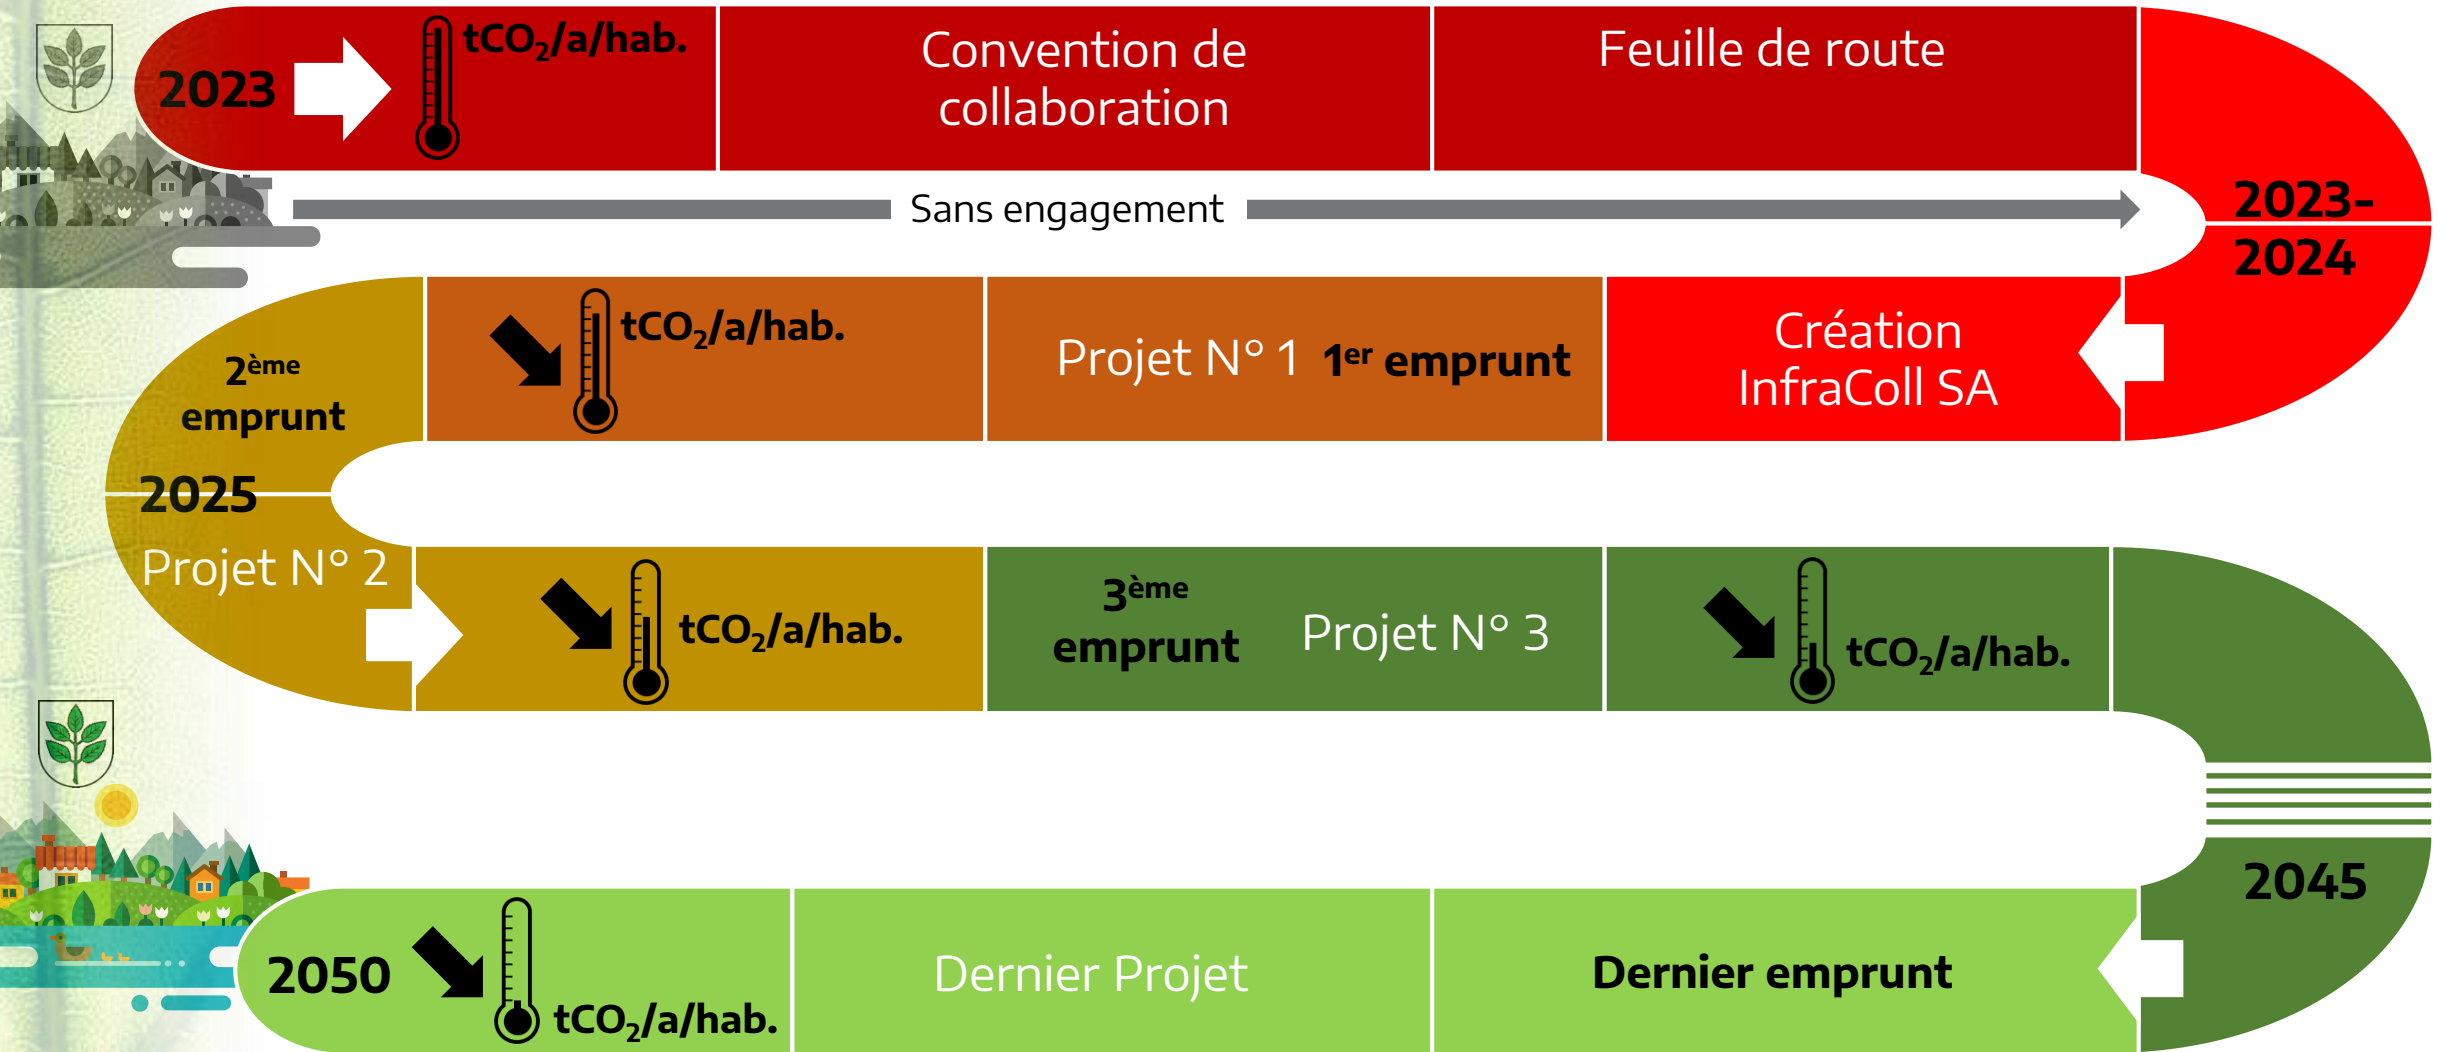 2023
tCO₂/a/hab.
Convention de
collaboration
Feuille de route
Sans engagement
2023-
2024
Création
InfraColl SA
1er emprunt
Projet N° 1
tCO₂/a/hab.
2ème
emprunt
2025
Projet N° 2
tCO₂/a/hab.
3ème
emprunt
Projet N° 3
tCO₂/a/hab.
2045
Dernier emprunt
Dernier Projet
tCO₂/a/hab.
2050